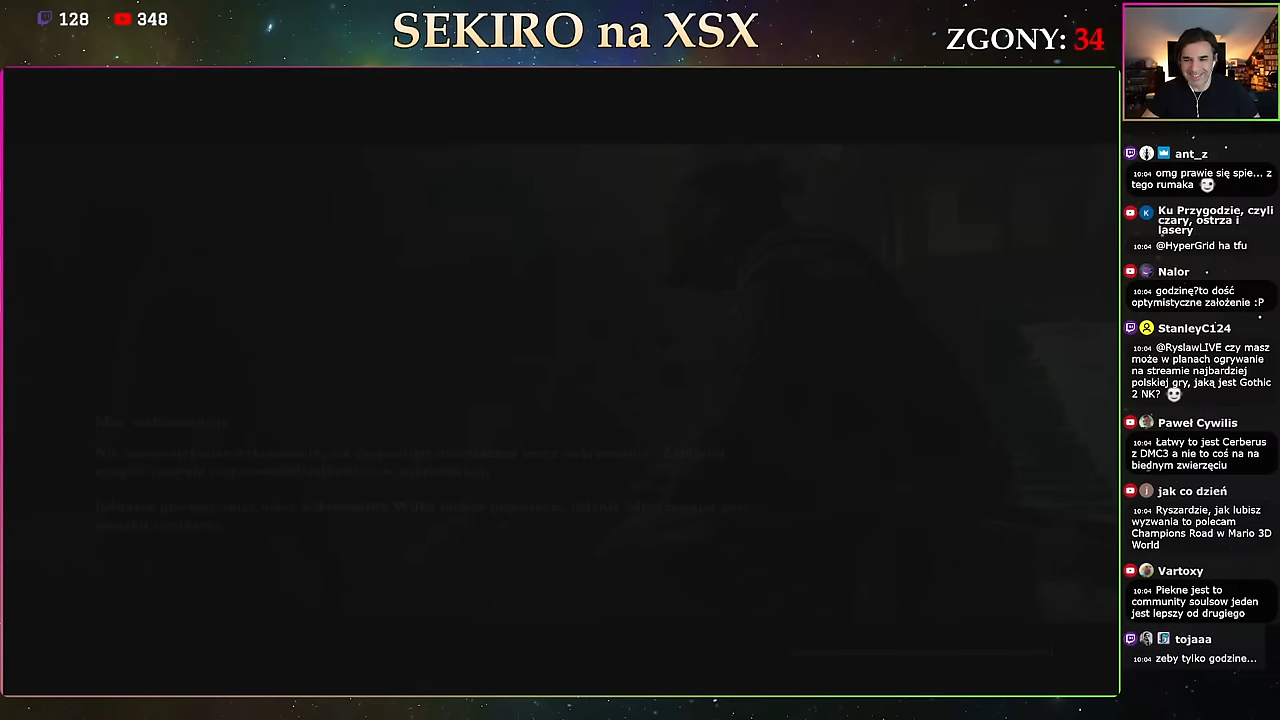 128
348
SEKIRO na XSX
ZGONY: 34
ant_z
10:04 omg prawie się spie... z
tego rumaka
Ku Przygodzie, czyli
czary, ostrza i
lasery
10:04 @HyperGrid ha tfu
Nalor
10:04 godzinę?to dość
optymistyczne założenie :P
StanleyC124
10:04 @RyslawLIVE czy masz
może w planach ogrywanie
na streamie najbardziej
polskiej gry, jaką jest Gothic
2 NK?
Paweł Cywilis
10:04 Łatwy to jest Cerberus
z DMC3 a nie to coś na na
biednym zwierzęciu
jak co dzień
10:04 Ryszardzie, jak lubisz
wyzwania to polecam
Champions Road w Mario 3D
World
Vartoxy
10:04 Piekne jest to
community soulsow jeden
jest lepszy od drugiego
tojaaa
10:04 zeby tylko godzine...